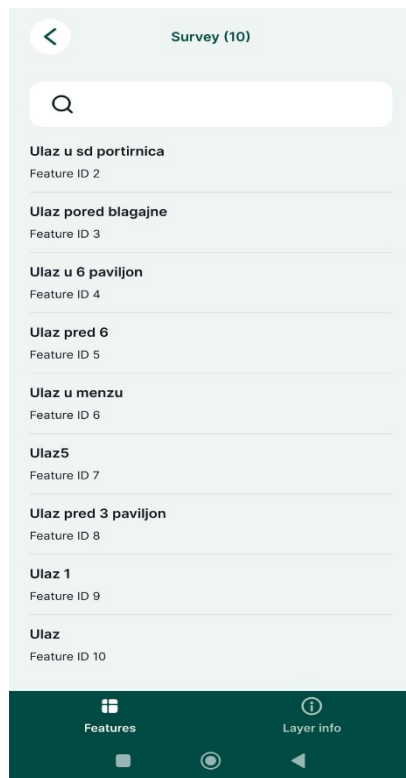 Survey (10)
Ulaz u sd portirnica
Feature ID 2
Ulaz pored blagajne
Feature ID 3
Ulaz u 6 paviljon
Feature ID 4
Ulaz pred 6
Feature ID 5
Ulaz u menzu
Feature ID 6
Ulaz5
Feature ID 7
Ulaz pred 3 paviljon
Feature ID 8
Ulaz 1
Feature ID 9
Ulaz
Feature ID 10
Features
Layer info